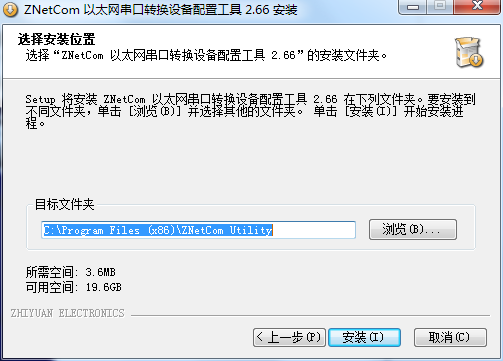 ZNetCom 以太网串口转换设备配置工具 2.66 安装
选择安装位置
选择“ZNetCom 以太网串口转换设备配置工具 2.66”的安装文件夹。
Setup 将安装 ZNetCom 以太网串口转换设备配置工具 2.66 在下列文件夹。要安装到
不同文件夹，单击 [浏览(B)] 并选择其他的文件夹。 单击 [安装(I)] 开始安装进
程。
目标文件夹
C:\Program Files (x86)\ZNetCom Utility
浏览(B)...
所需空间: 3.6MB
可用空间: 19.6GB
ZHIYUAN ELECTRONICS
< 上一步(P)
安装(I)
取消(C)